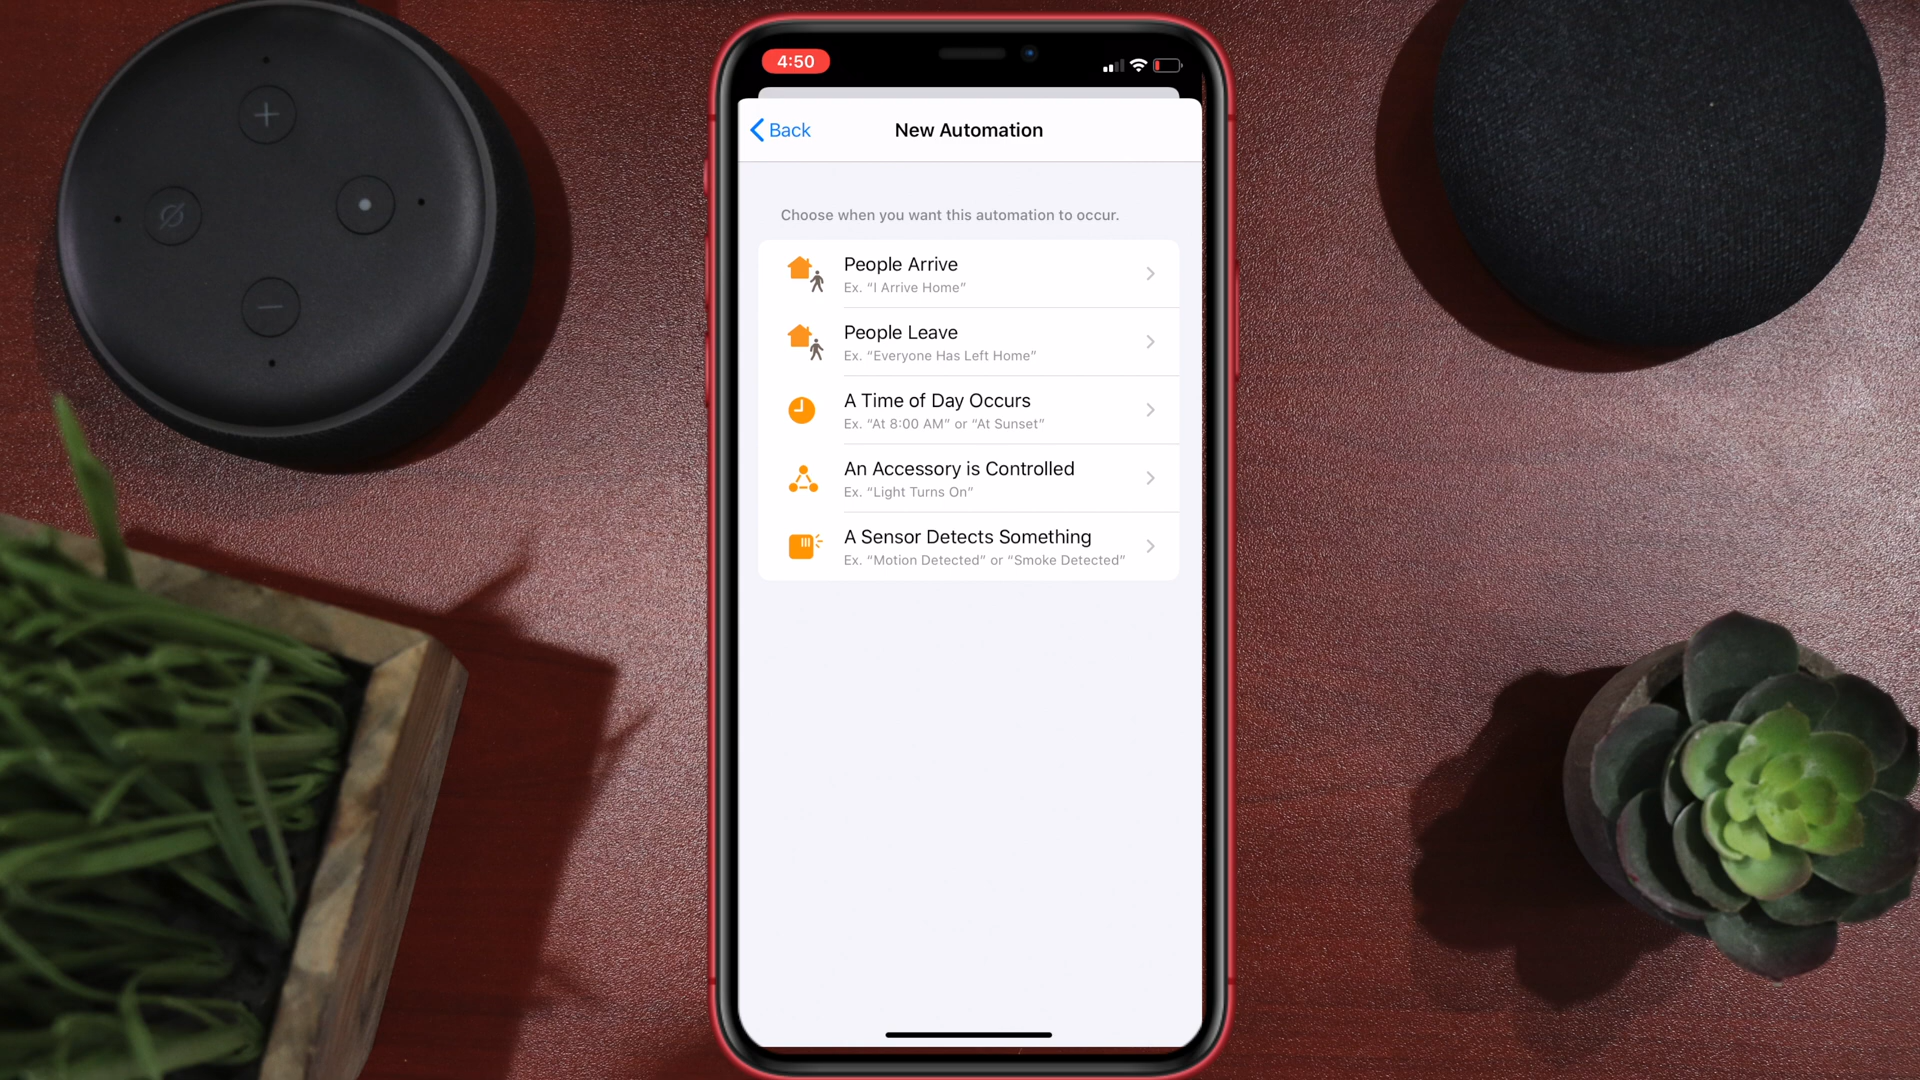 4:50
Back
New Automation
Choose when you want this automation to occur.
People Arrive
Ex. “I Arrive Home”
People Leave
Ex. “Everyone Has Left Home”
A Time of Day Occurs
Ex. “At 8:00 AM” or “At Sunset”
An Accessory is Controlled
Ex. “Light Turns On”
A Sensor Detects Something
Ex. “Motion Detected” or “Smoke Detected”